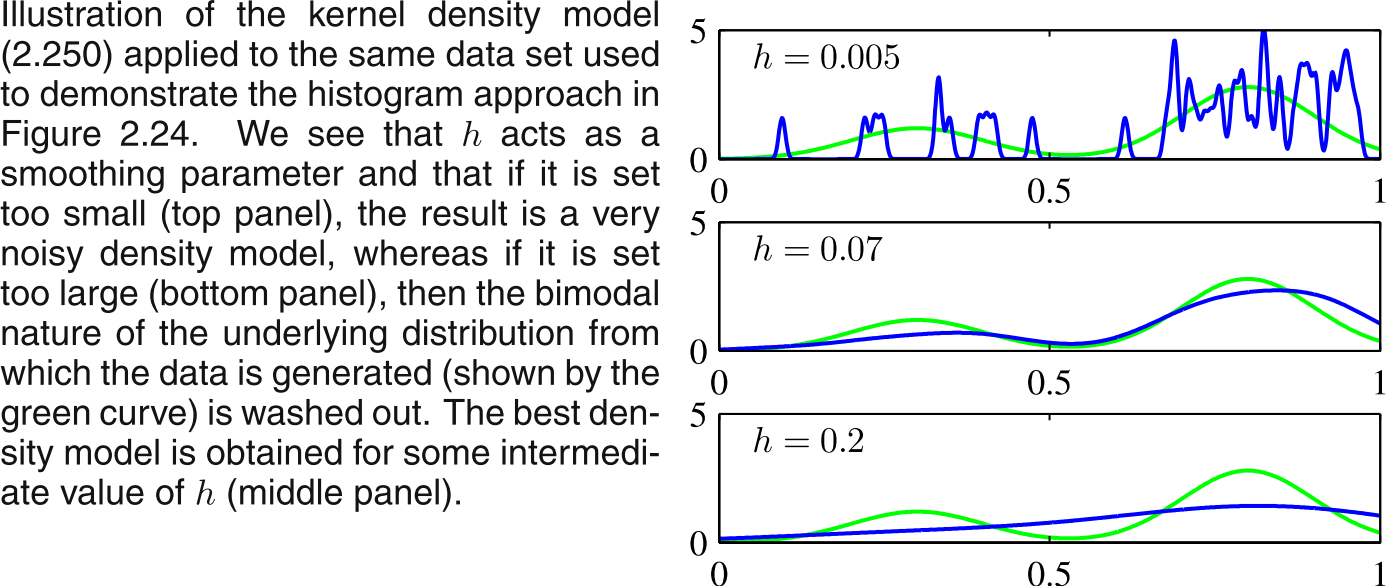 Illustration of the kernel density model
(2.250) applied to the same data set used
to demonstrate the histogram approach in
Figure 2.24. We see that h acts as a
smoothing parameter and that if it is set
too small (top panel), the result is a very
noisy density model, whereas if it is set
too large (bottom panel), then the bimodal
nature of the underlying distribution from
which the data is generated (shown by the
green curve) is washed out. The best den-
sity model is obtained for some intermedi-
ate value of h (middle panel).
5
h = 0.005
0
0 0.5 1
5
h = 0.07
0
0 0.5 1
5
h = 0.2
0
0 0.5 1